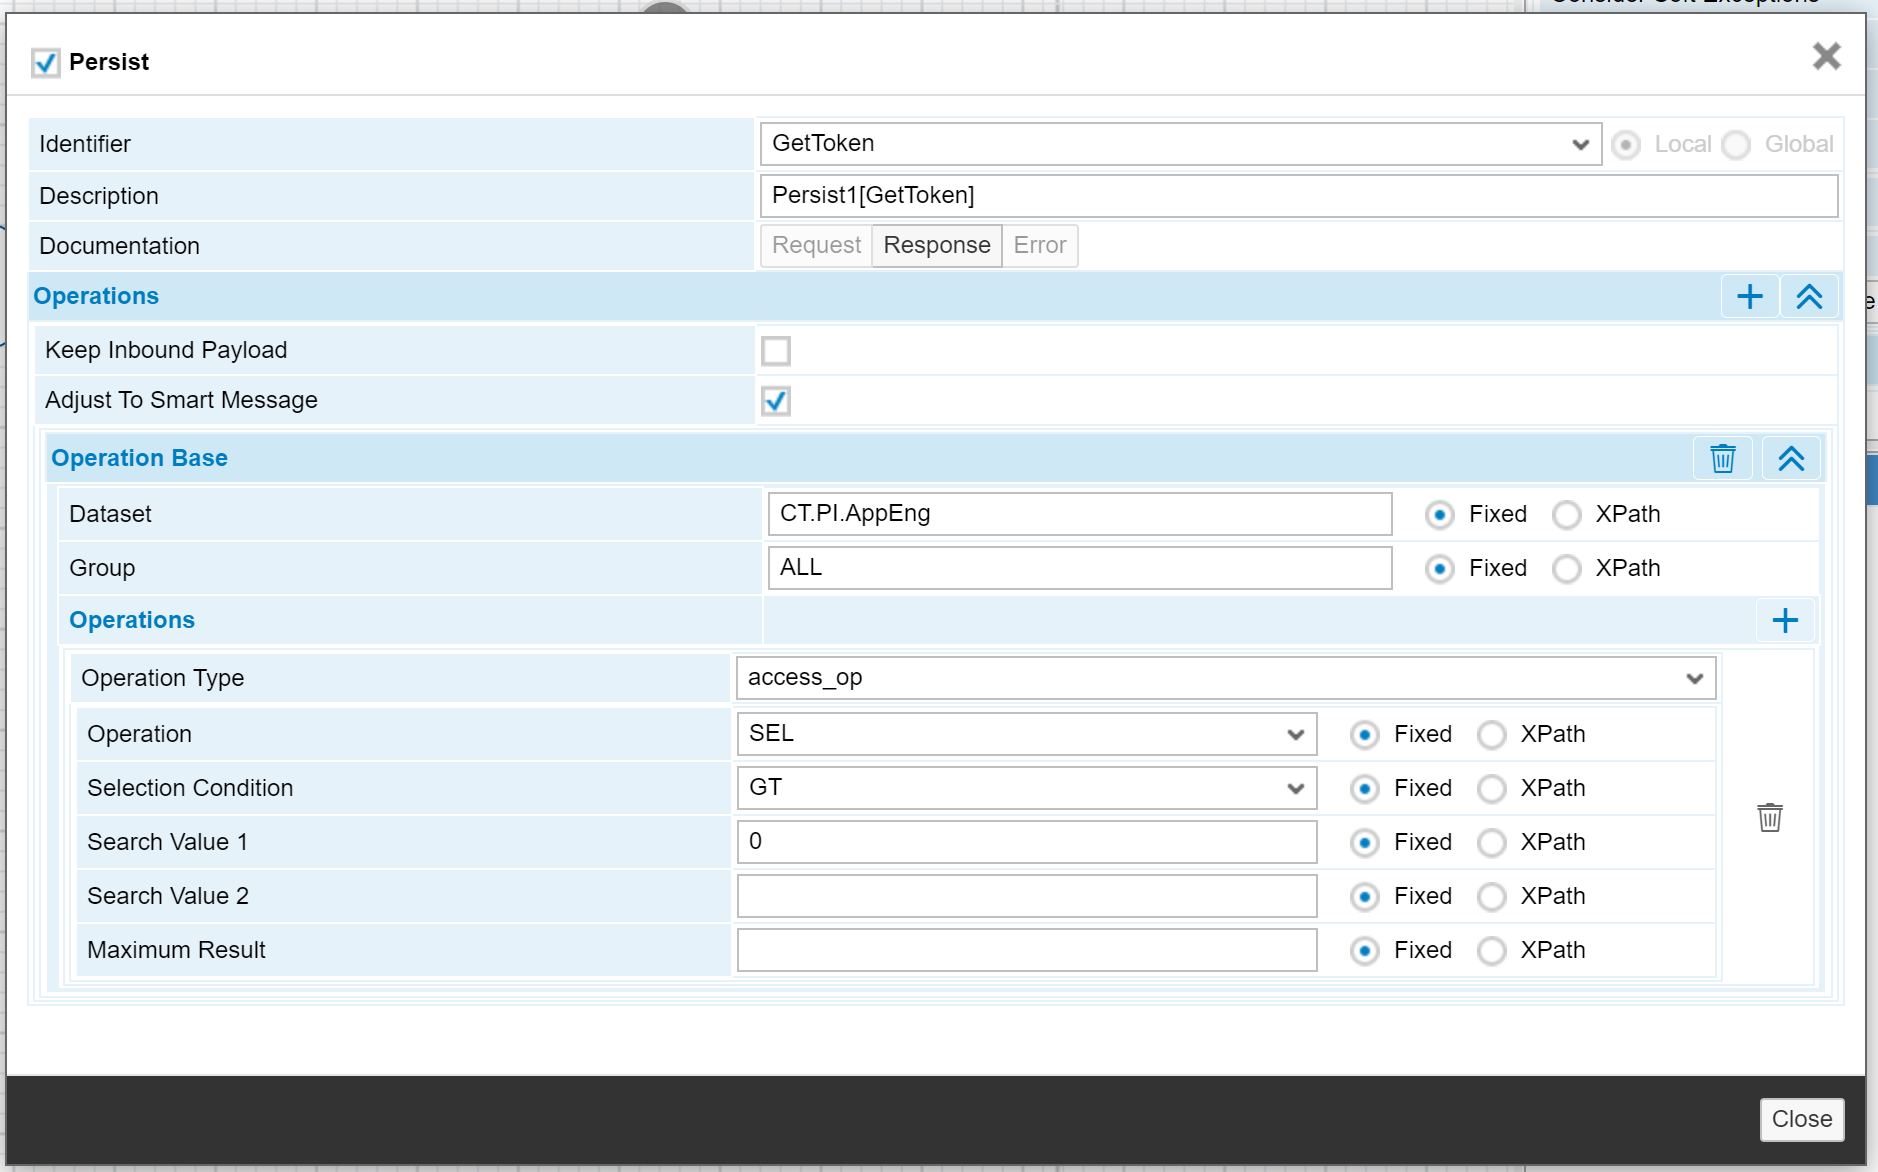 Persist
Identifier GetToken Local Global
Description Persist1[GetToken]
Documentation Request Response Error
Operations
Keep Inbound Payload
Adjust To Smart Message
Operation Base
Dataset CT.PI.AppEng Fixed XPath
Group ALL Fixed XPath
Operations
Operation Type access_op
Operation SEL Fixed XPath
Selection Condition GT Fixed XPath
Search Value 1 0 Fixed XPath
Search Value 2 Fixed XPath
Maximum Result Fixed XPath
Close